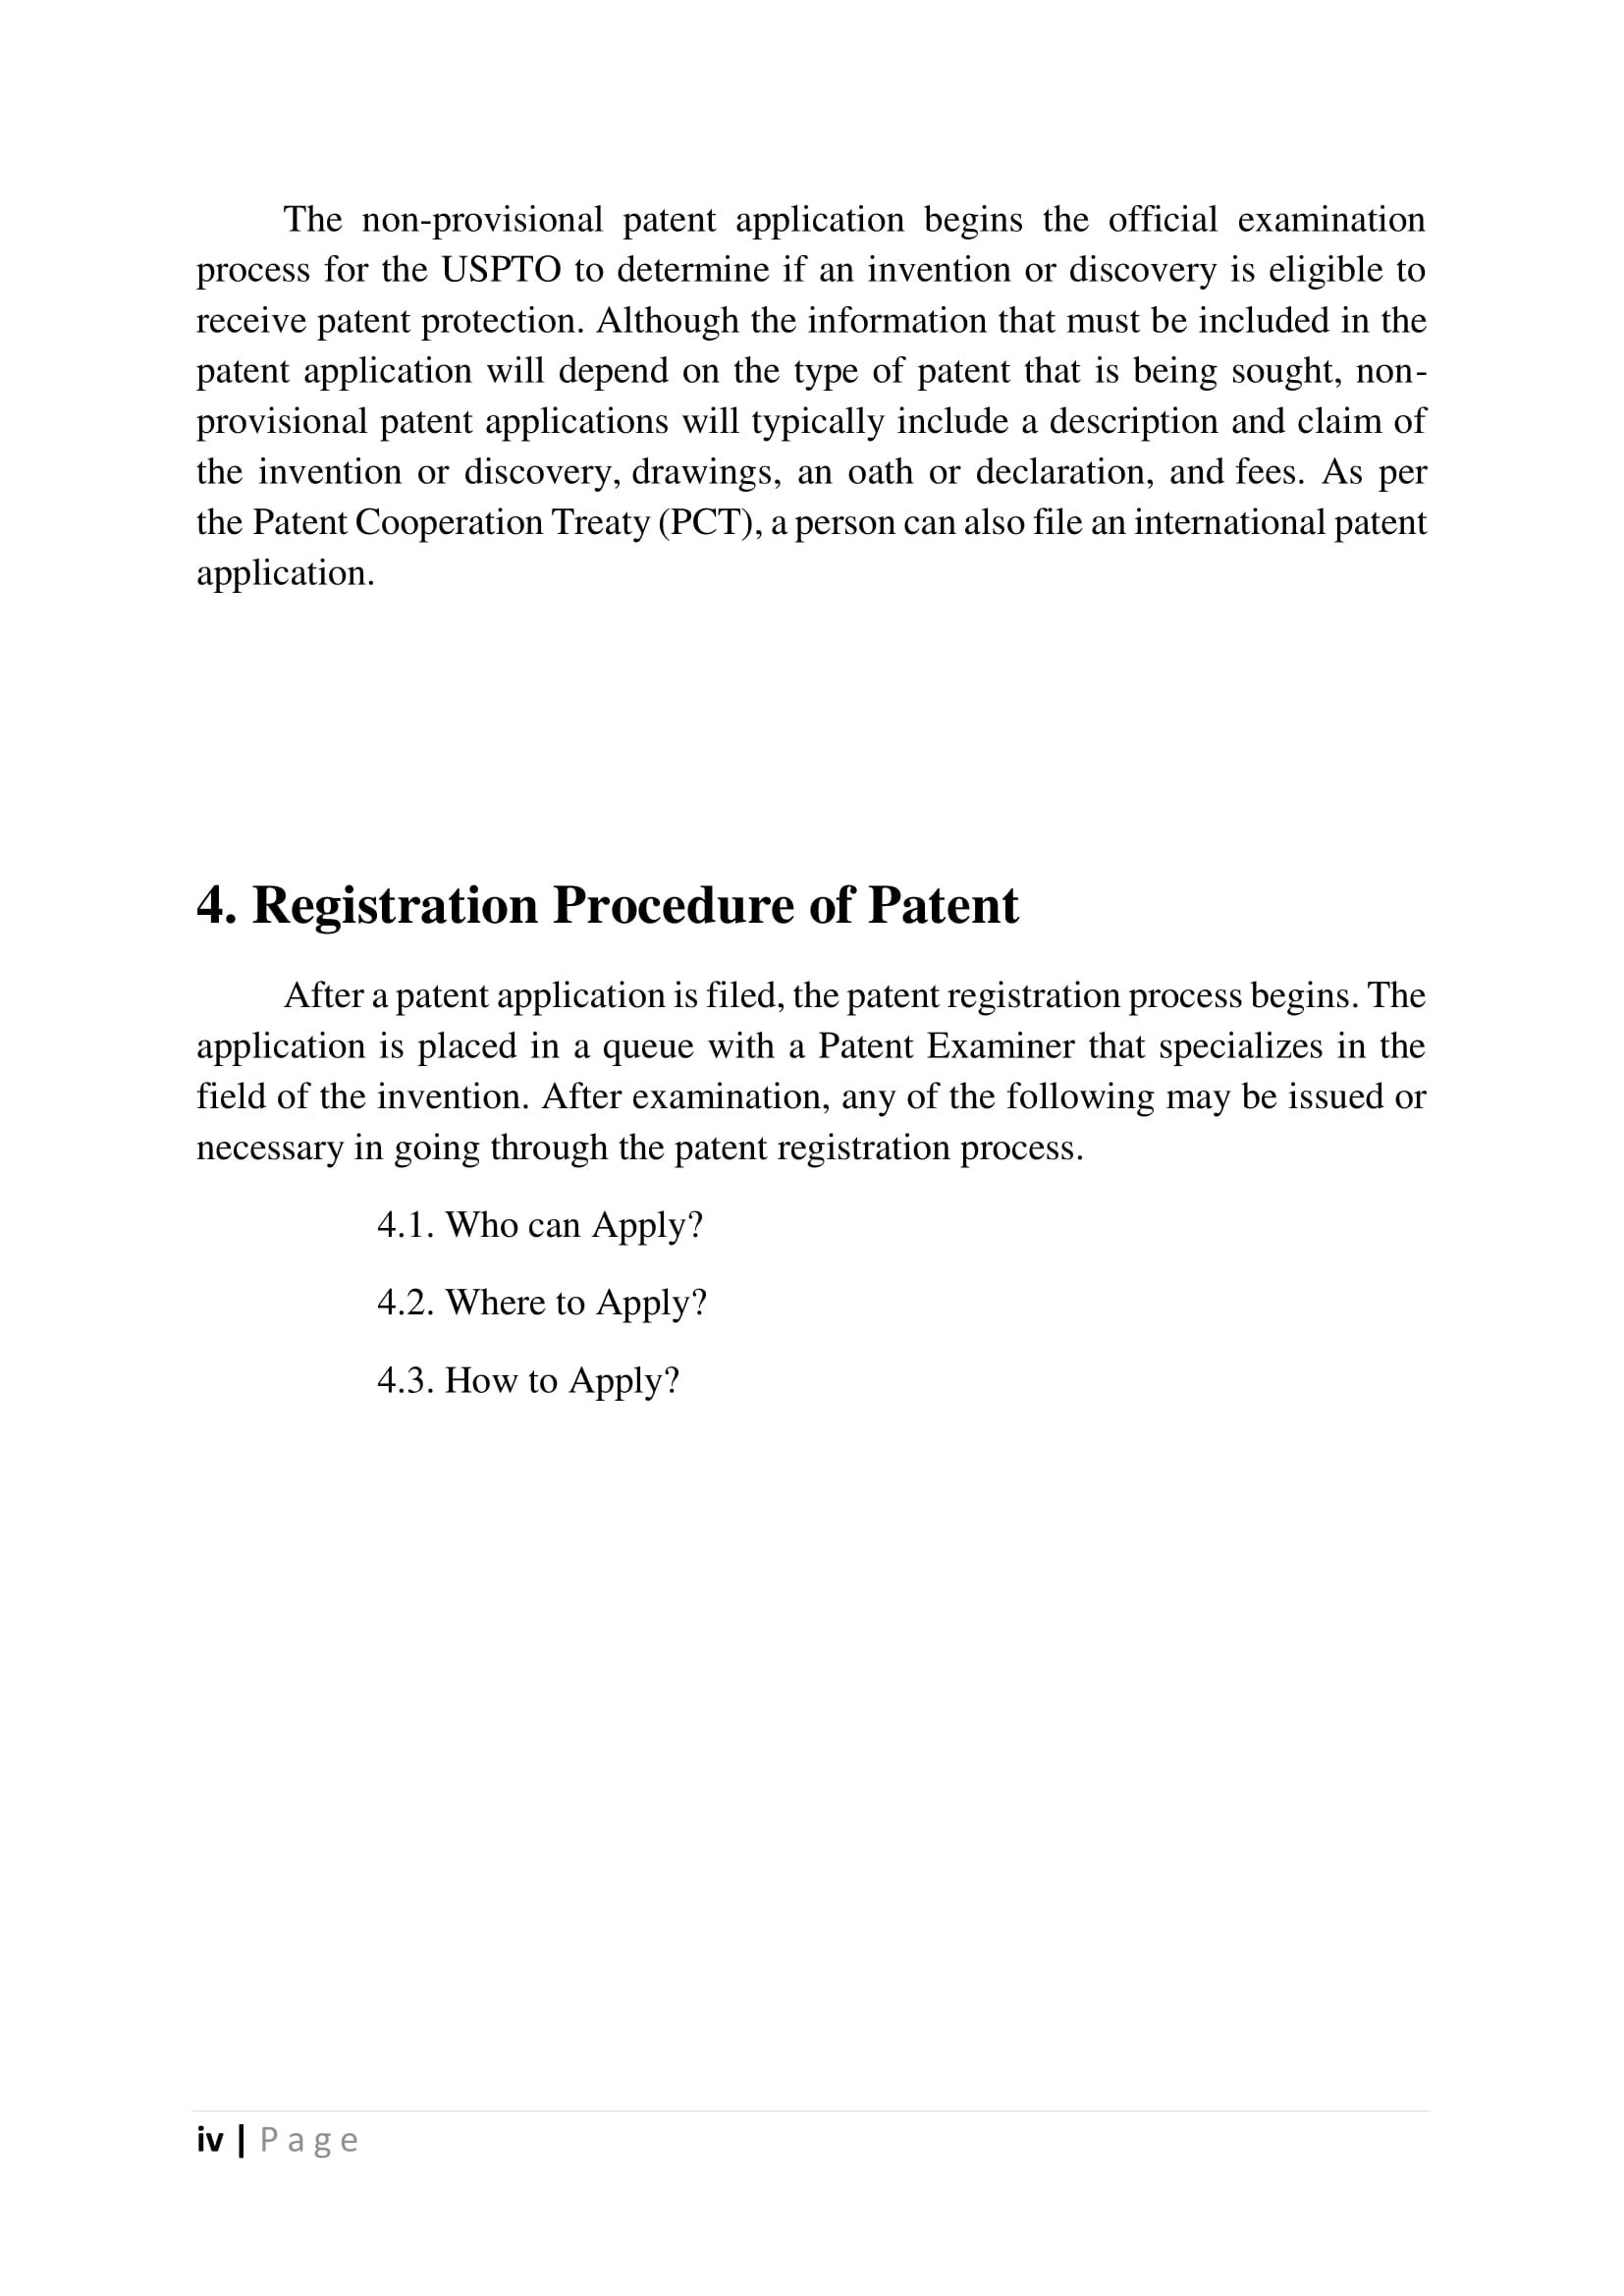 The non-provisional patent application begins the official examination
process for the USPTO to determine if an invention or discovery is eligible to
receive patent protection. Although the information that must be included in the
patent application will depend on the type of patent that is being sought, non-
provisional patent applications will typically include a description and claim of
the invention or discovery, drawings, an oath or declaration, and fees. As per
the Patent Cooperation Treaty (PCT), a person can also file an international patent
application.
4. Registration Procedure of Patent
After a patent application is filed, the patent registration process begins. The
application is placed in a queue with a Patent Examiner that specializes in the
field of the invention. After examination, any of the following may be issued or
necessary in going through the patent registration process.
4.1. Who can Apply?
4.2. Where to Apply?
4.3. How to Apply?
iv | Page